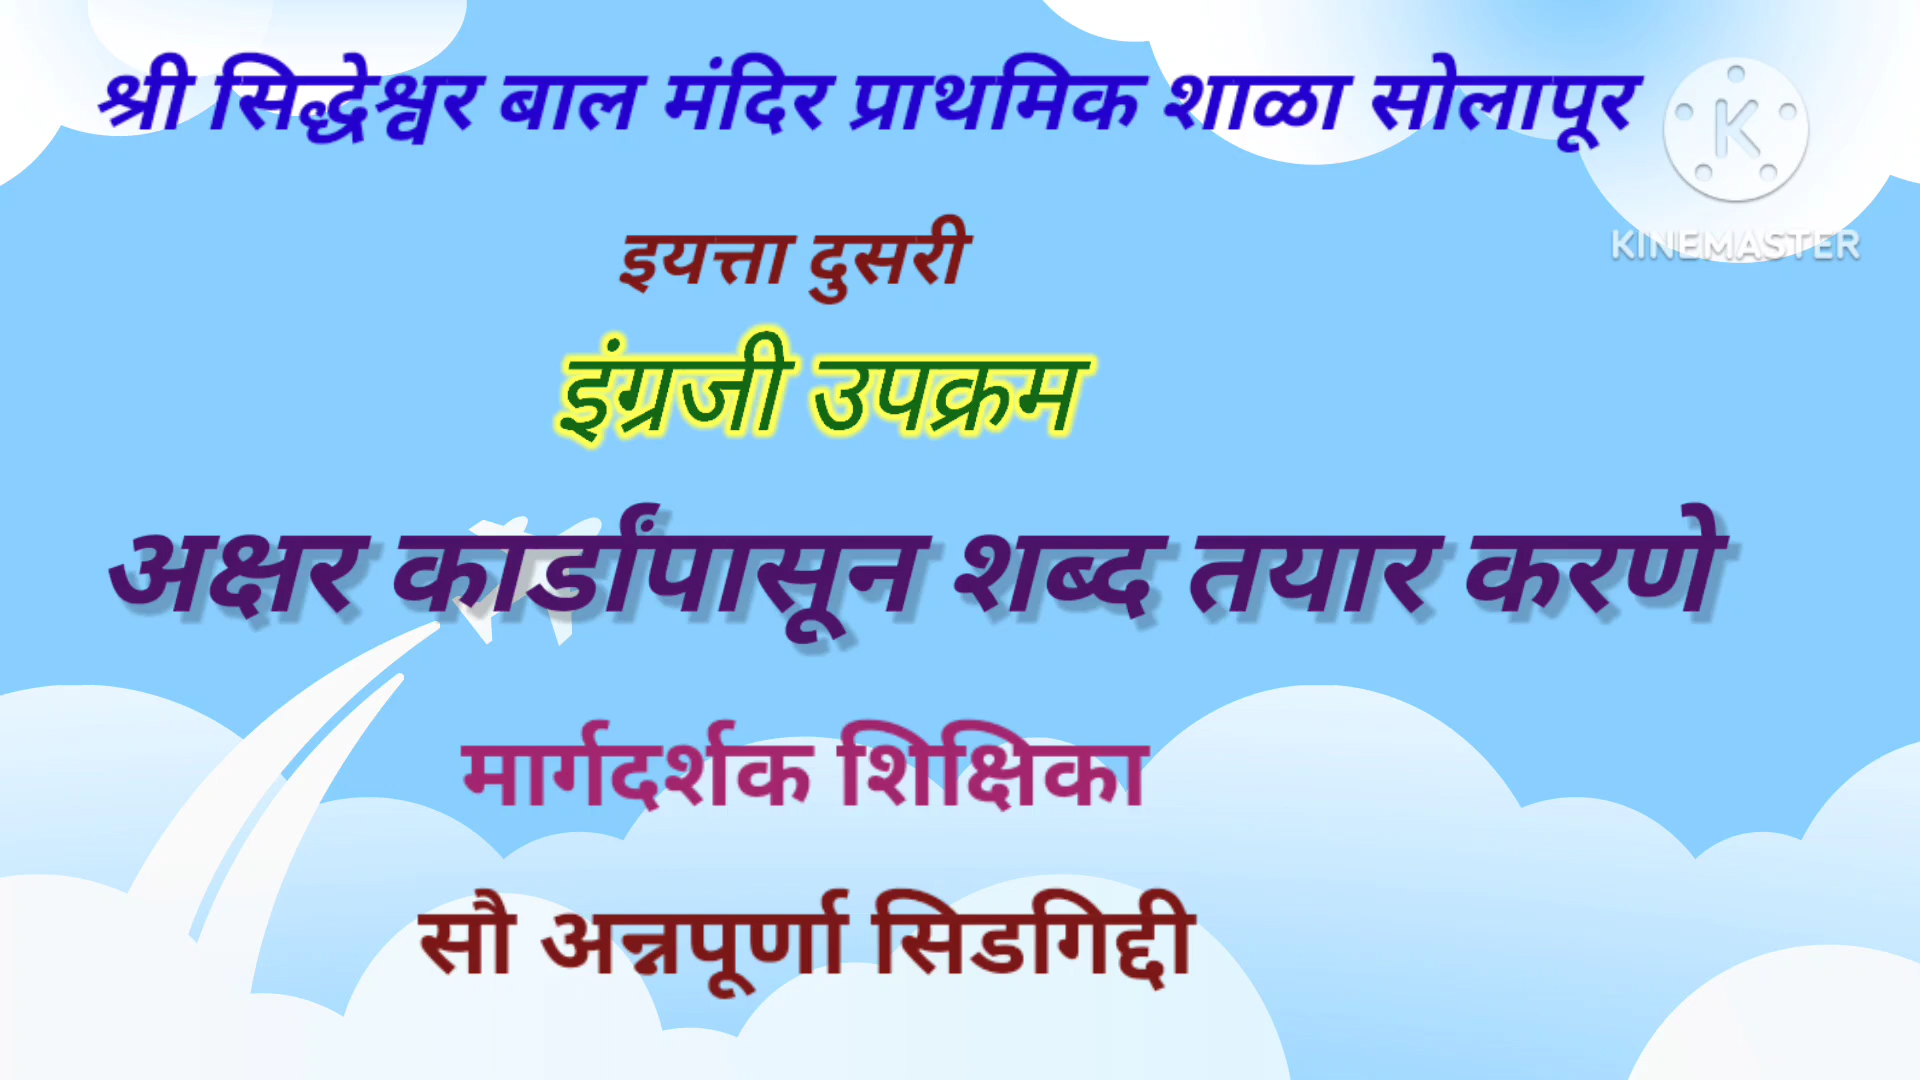 श्री सिद्धेश्वर बाल मंदिर प्राथमिक शाळा सोलापूर
K
KINEMASTER
इयत्ता दुसरी
इंग्रजी उपक्रम
अक्षर कार्डांपासून शब्द तयार करणे
मार्गदर्शक शिक्षिका
सौ अन्नपूर्णा सिडगिद्दी